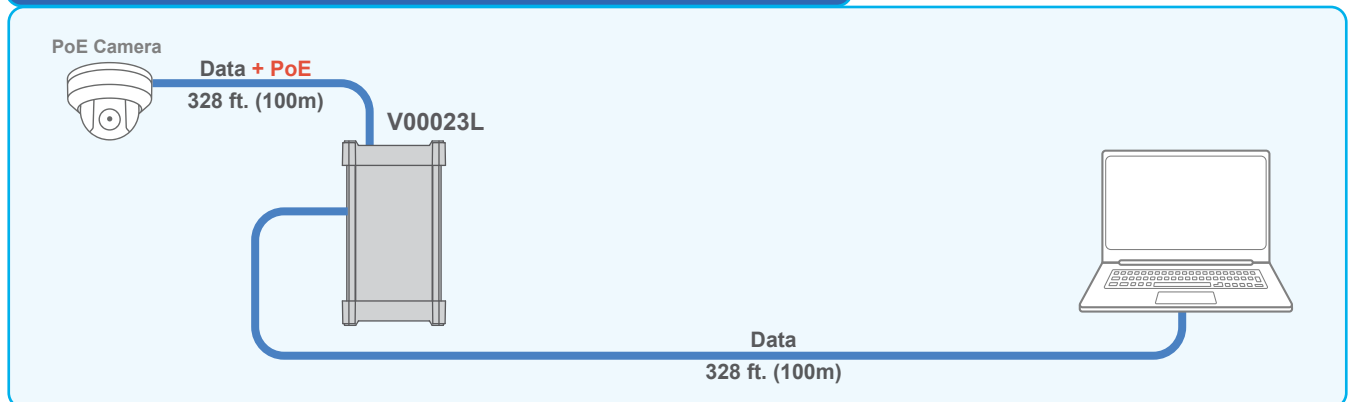 PoE Camera
Data + PoE
328 ft. (100m)
V00023L
Data
328 ft. (100m)